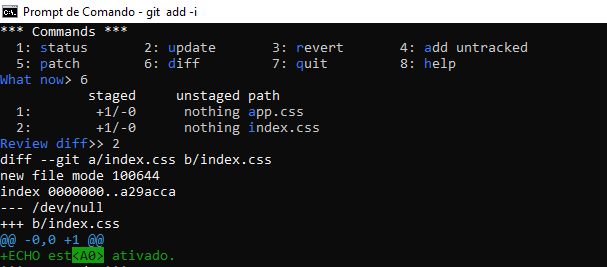 Prompt de Comando - git add -i
*** Commands ***
  1: status       2: update       3: revert       4: add untracked
  5: patch        6: diff         7: quit         8: help
What now> 6
           staged     unstaged path
  1:        +1/-0      nothing app.css
  2:        +1/-0      nothing index.css
Review diff>> 2
diff --git a/index.css b/index.css
new file mode 100644
index 0000000..a29acca
--- /dev/null
+++ b/index.css
@@ -0,0 +1 @@
+ECHO est<A0> ativado.